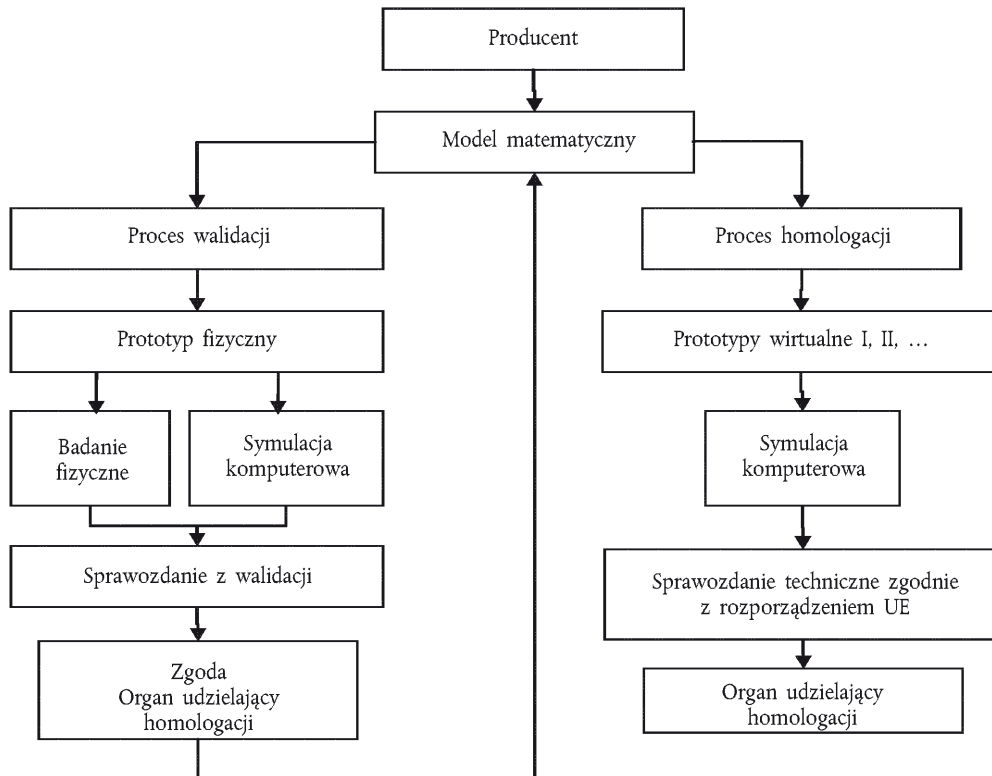 Producent
Model matematyczny
Proces walidacji
Proces homologacji
Prototyp fizyczny
Prototypy wirtualne I, II, …
Badanie
fizyczne
Symulacja
komputerowa
Symulacja
komputerowa
Sprawozdanie z walidacji
Sprawozdanie techniczne zgodnie
z rozporządzeniem UE
Zgoda
Organ udzielający
homologacji
Organ udzielający
homologacji